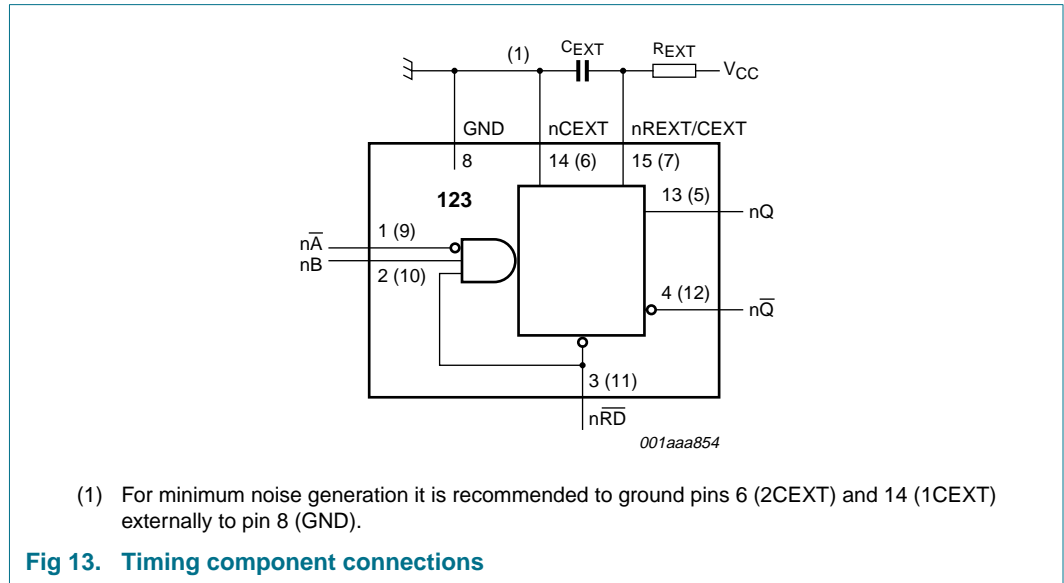 (1) CEXT REXT
VCC
GND nCEXT nREXT/CEXT
8 14 (6) 15 (7)
123 13 (5)
nQ
1 (9)
nA̅
nB
2 (10)
4 (12)
nQ̅
3 (11)
nR̅D̅
001aaa854
(1) For minimum noise generation it is recommended to ground pins 6 (2CEXT) and 14 (1CEXT)
externally to pin 8 (GND).
Fig 13. Timing component connections